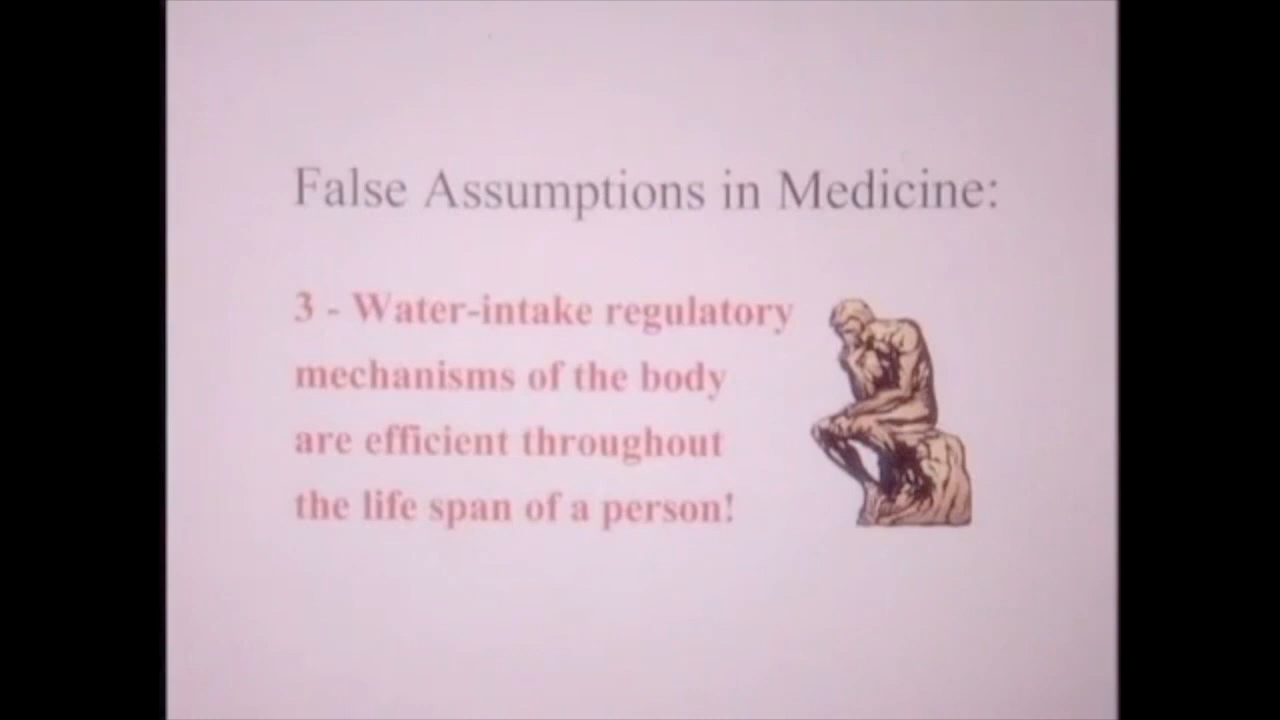 False Assumptions in Medicine:
3 - Water-intake regulatory
mechanisms of the body
are efficient throughout
the life span of a person!